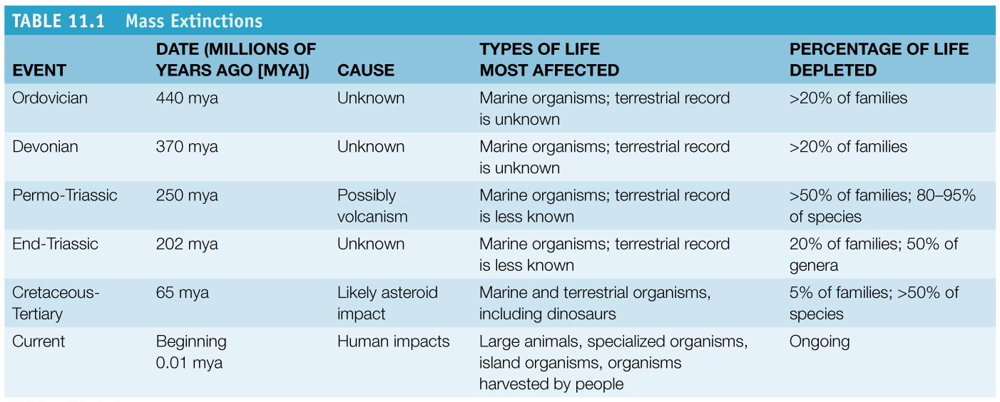 TABLE 11.1 Mass Extinctions
EVENT DATE (MILLIONS OF YEARS AGO [MYA]) CAUSE TYPES OF LIFE MOST AFFECTED PERCENTAGE OF LIFE DEPLETED
Ordovician 440 mya Unknown Marine organisms; terrestrial record is unknown >20% of families
Devonian 370 mya Unknown Marine organisms; terrestrial record is unknown >20% of families
Permo-Triassic 250 mya Possibly volcanism Marine organisms; terrestrial record is less known >50% of families; 80–95% of species
End-Triassic 202 mya Unknown Marine organisms; terrestrial record is less known 20% of families; 50% of genera
Cretaceous-Tertiary 65 mya Likely asteroid impact Marine and terrestrial organisms, including dinosaurs 5% of families; >50% of species
Current Beginning 0.01 mya Human impacts Large animals, specialized organisms, island organisms, organisms harvested by people Ongoing